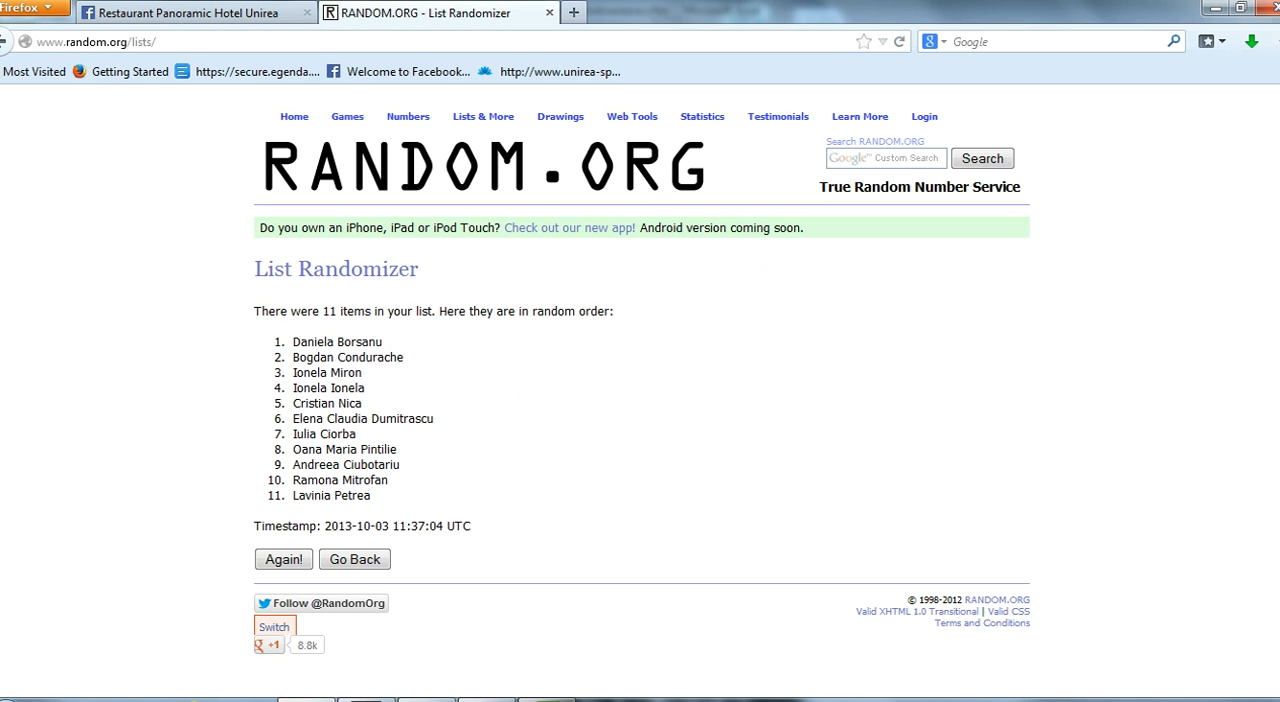 Firefox
Restaurant Panoramic Hotel Unirea
RANDOM.ORG - List Randomizer
www.random.org/lists/
Google
Most Visited
Getting Started
https://secure.egenda....
Welcome to Facebook...
http://www.unirea-sp...
Home Games Numbers Lists & More Drawings Web Tools Statistics Testimonials Learn More Login
RANDOM.ORG
Search RANDOM.ORG
Google™ Custom Search
Search
True Random Number Service
Do you own an iPhone, iPad or iPod Touch? Check out our new app! Android version coming soon.
List Randomizer
There were 11 items in your list. Here they are in random order:
1. Daniela Borsanu
2. Bogdan Condurache
3. Ionela Miron
4. Ionela Ionela
5. Cristian Nica
6. Elena Claudia Dumitrascu
7. Iulia Ciorba
8. Oana Maria Pintilie
9. Andreea Ciubotariu
10. Ramona Mitrofan
11. Lavinia Petrea
Timestamp: 2013-10-03 11:37:04 UTC
Again! Go Back
Follow @RandomOrg
Switch
+1 8.8k
© 1998-2012 RANDOM.ORG
Valid XHTML 1.0 Transitional | Valid CSS
Terms and Conditions